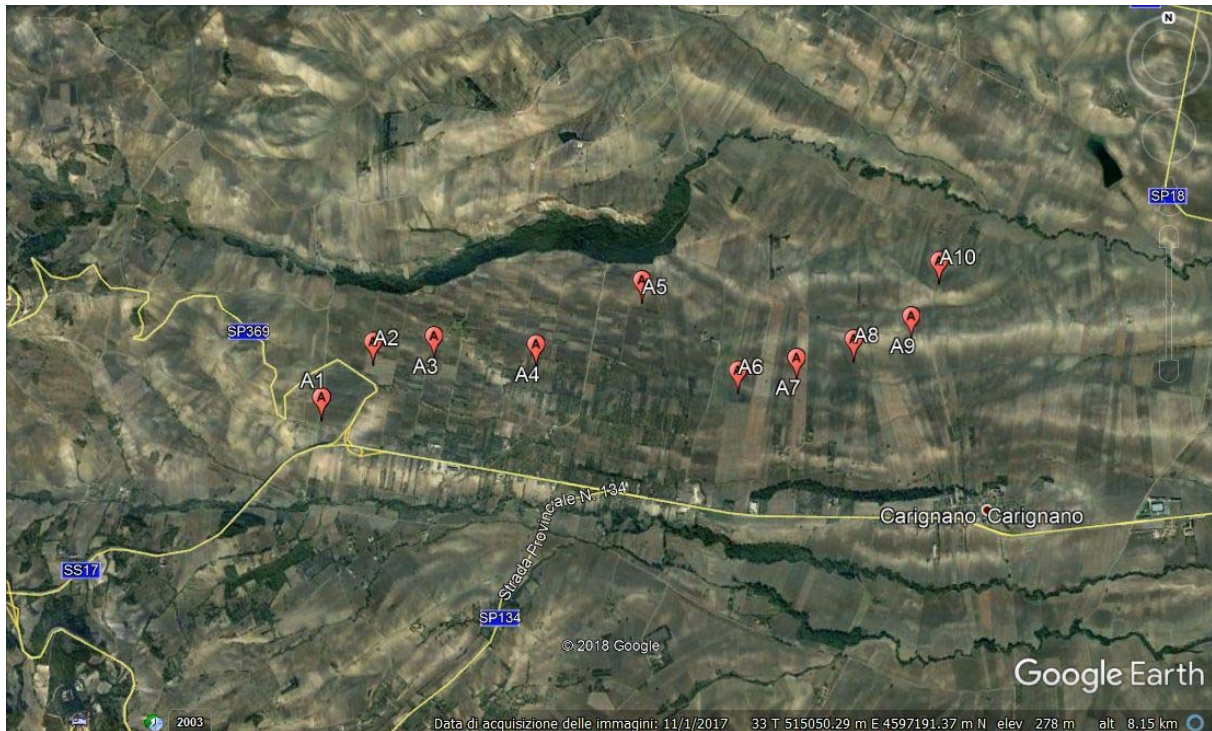 N
SP18
A10
A5
SP369
A9
A8
A2
A3
A4
A6
A7
A1
Strada Provinciale N. 134
Carignano Carignano
SS17
SP134
© 2018 Google
Google Earth
2003 Data di acquisizione delle immagini: 11/1/2017 33 T 515050.29 m E 4597191.37 m N elev 278 m alt 8.15 km